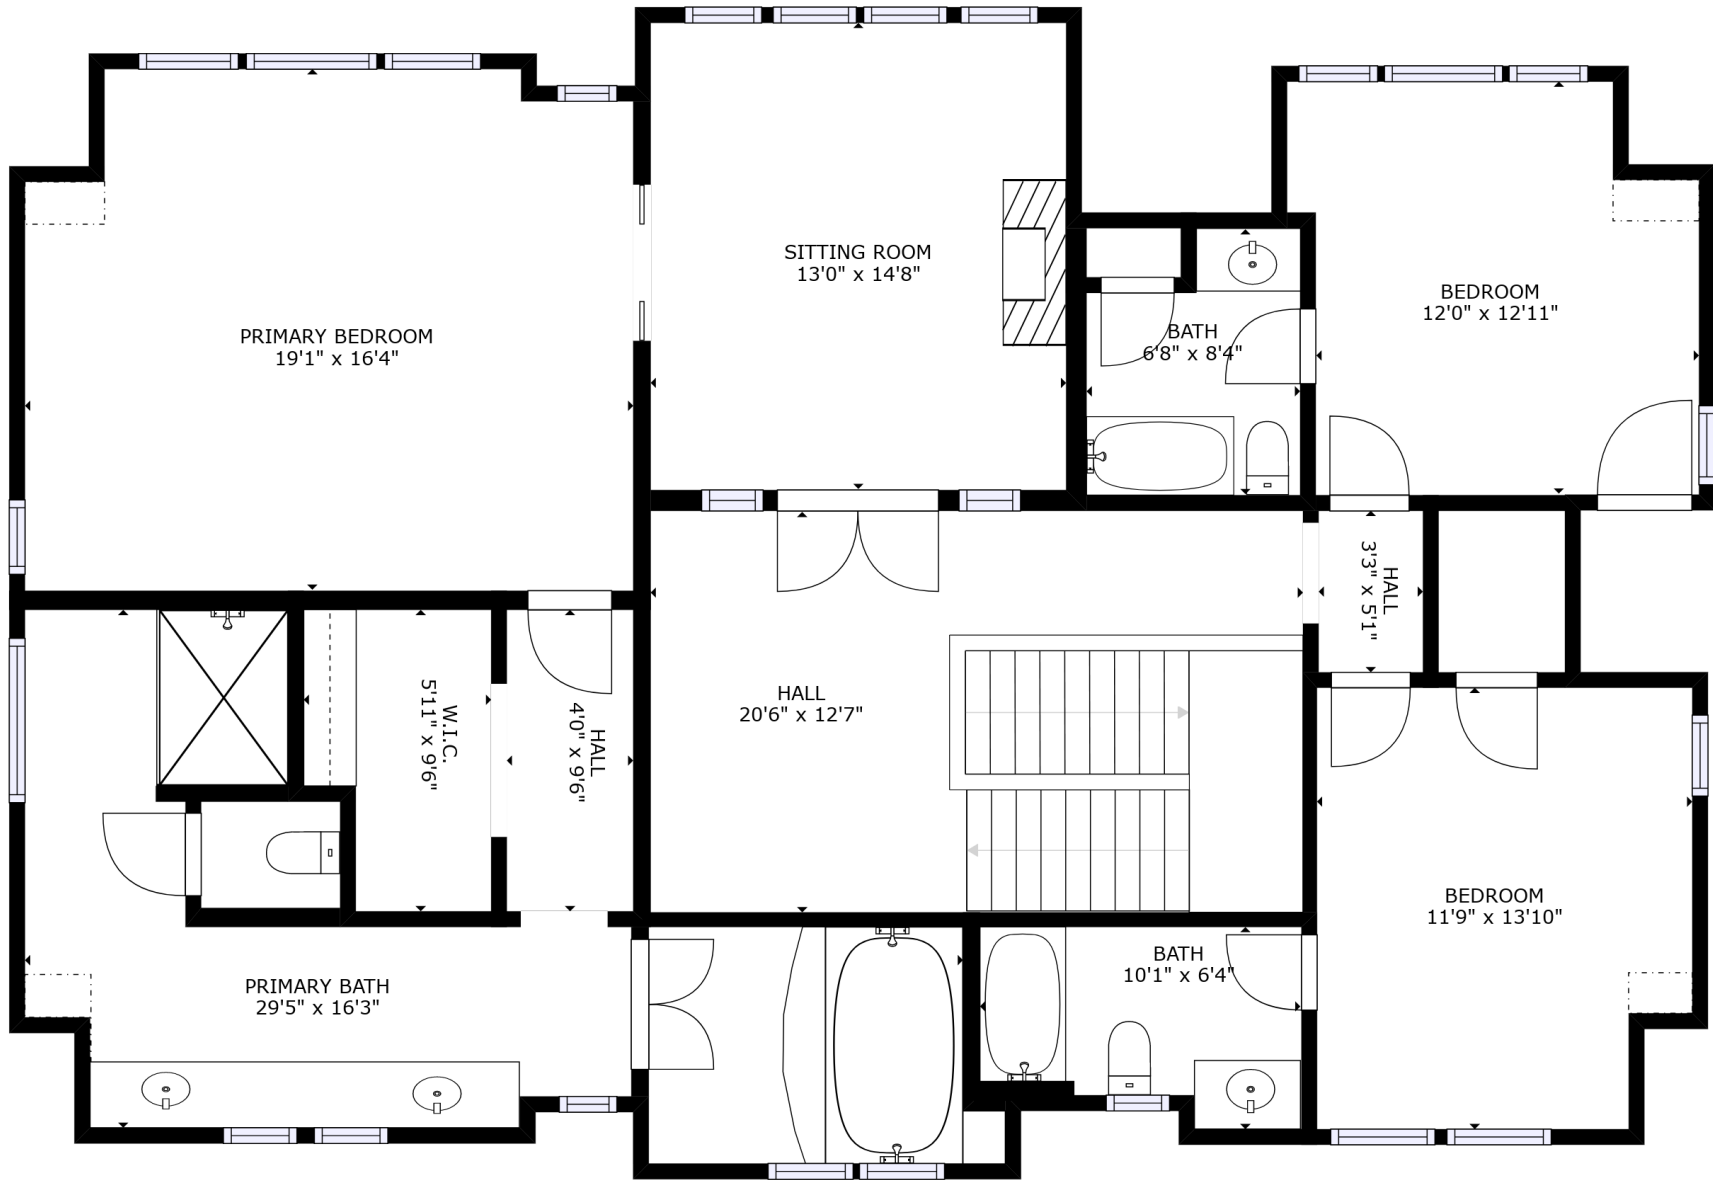 SITTING ROOM
13'0" x 14'8"
PRIMARY BEDROOM
19'1" x 16'4"
BATH
6'8" x 8'4"
BEDROOM
12'0" x 12'11"
HALL
3'3" x 5'1"
W.I.C.
5'11" x 9'6"
HALL
4'0" x 9'6"
HALL
20'6" x 12'7"
BEDROOM
11'9" x 13'10"
PRIMARY BATH
29'5" x 16'3"
BATH
10'1" x 6'4"